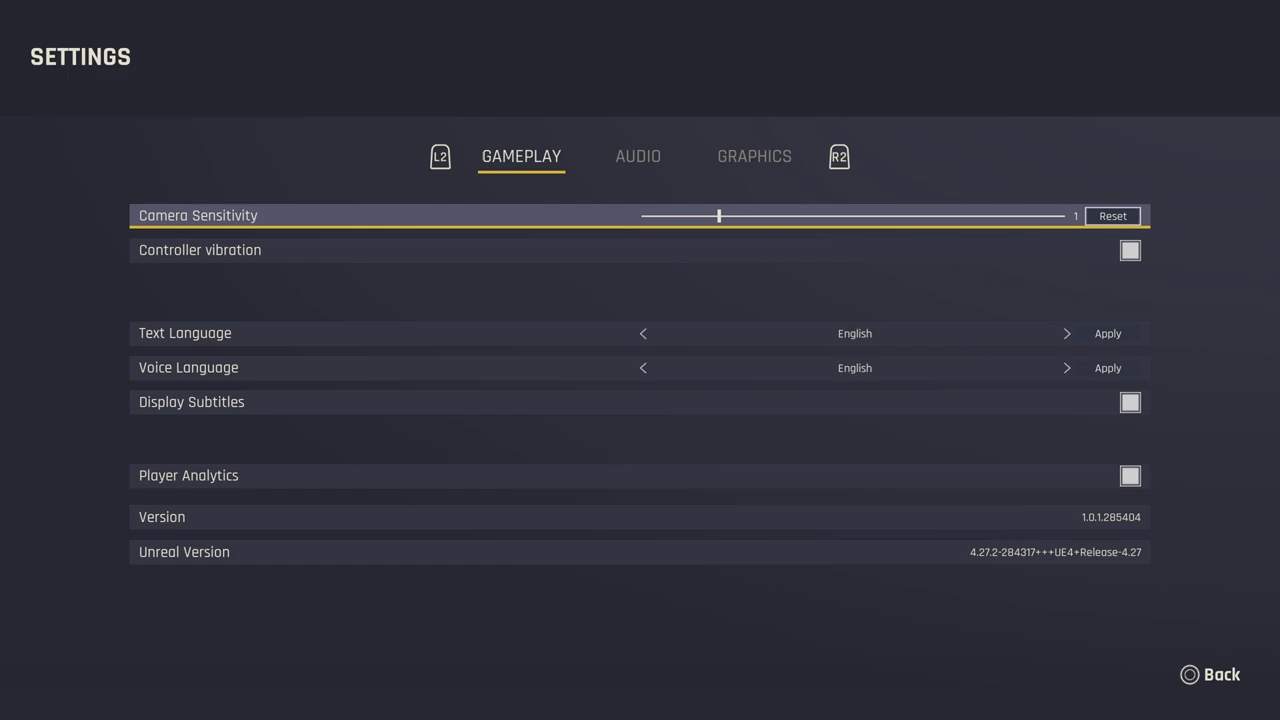 SETTINGS
L2 GAMEPLAY AUDIO GRAPHICS R2
Camera Sensitivity 1 Reset
Controller vibration
Text Language English Apply
Voice Language English Apply
Display Subtitles
Player Analytics
Version 1.0.1.285404
Unreal Version 4.27.2-284317+++UE4+Release-4.27
Back